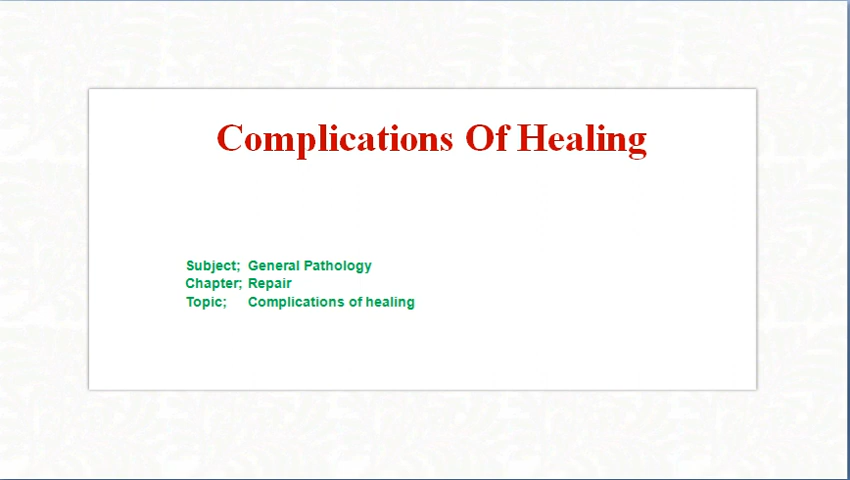 Complications Of Healing
Subject; General Pathology
Chapter; Repair
Topic; Complications of healing